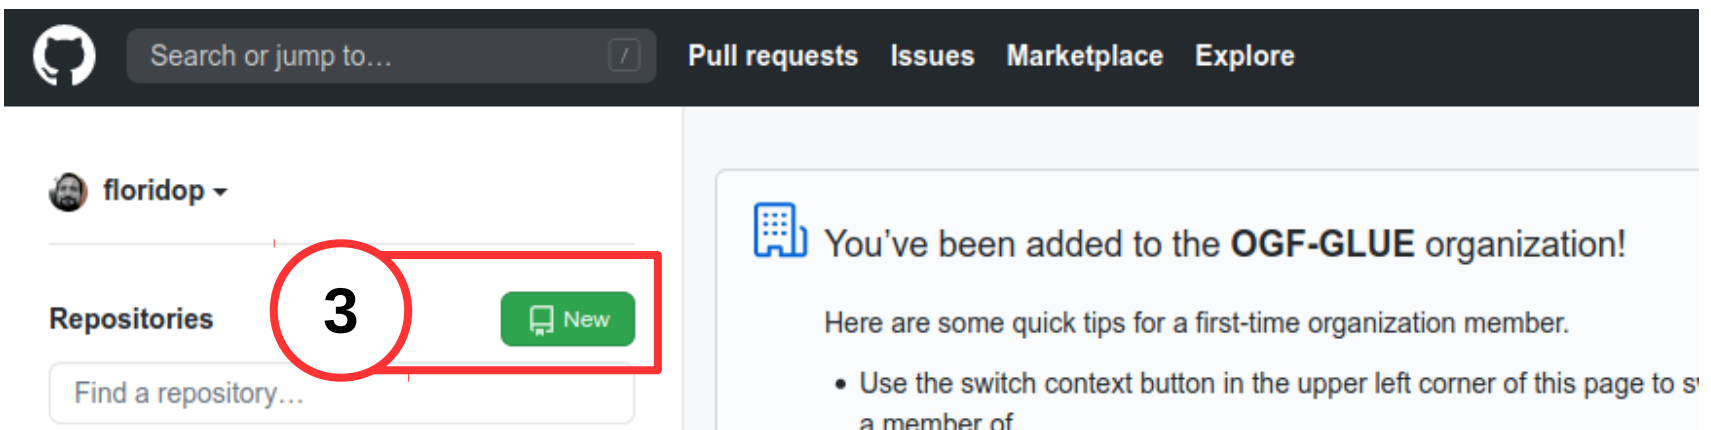 Search or jump to... /
Pull requests Issues Marketplace Explore
floridop
Repositories
3
New
Find a repository...
You've been added to the OGF-GLUE organization!
Here are some quick tips for a first-time organization member.
• Use the switch context button in the upper left corner of this page to
a member of